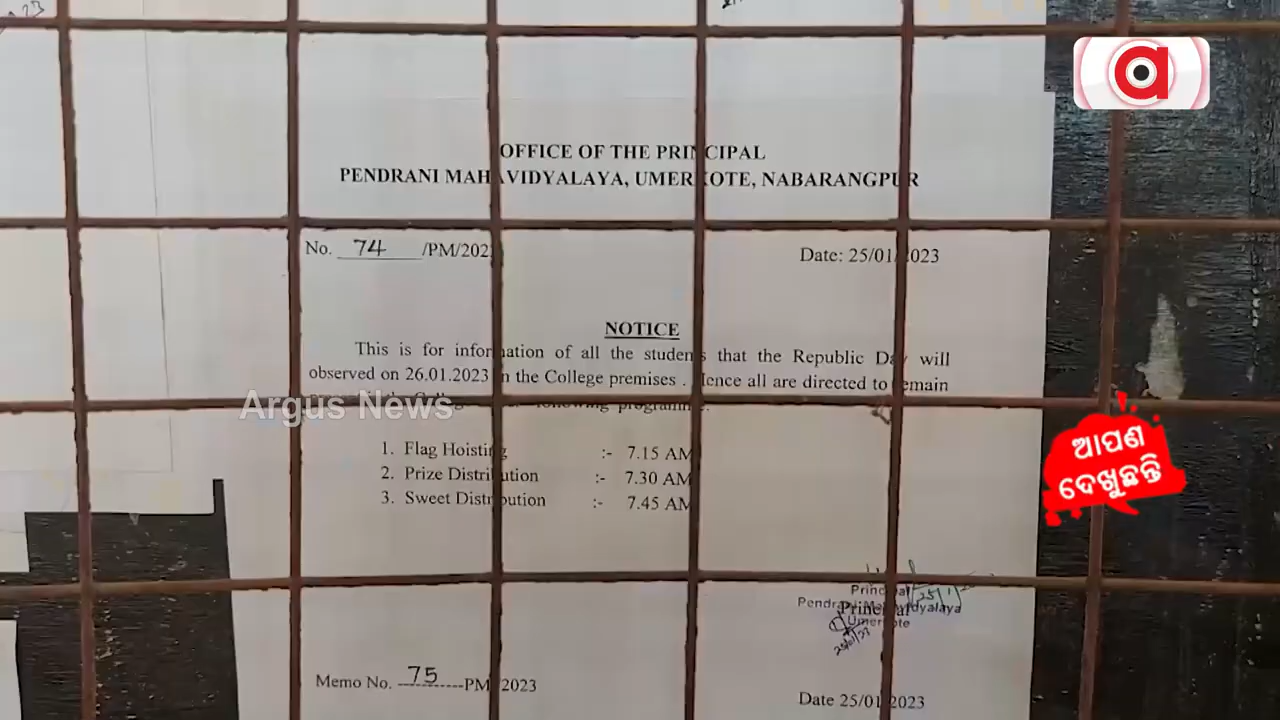 OFFICE OF THE PRINCIPAL
PENDRANI MAHAVIDYALAYA, UMERKOTE, NABARANGPUR
No. 74 /PM/2023
Date: 25/01/2023
NOTICE
This is for information of all the students that the Republic Day will
observed on 26.01.2023 in the College premises . Hence all are directed to remain
following programme.
Argus News
1. Flag Hoisting :- 7.15 AM
2. Prize Distribution :- 7.30 AM
3. Sweet Distribution :- 7.45 AM
ଆପଣ
ଦେଖୁଛନ୍ତି
Principal
Pendrani Mahavidyalaya
Principal
Umerkote
Memo No. 75 PM/2023
Date 25/01/2023